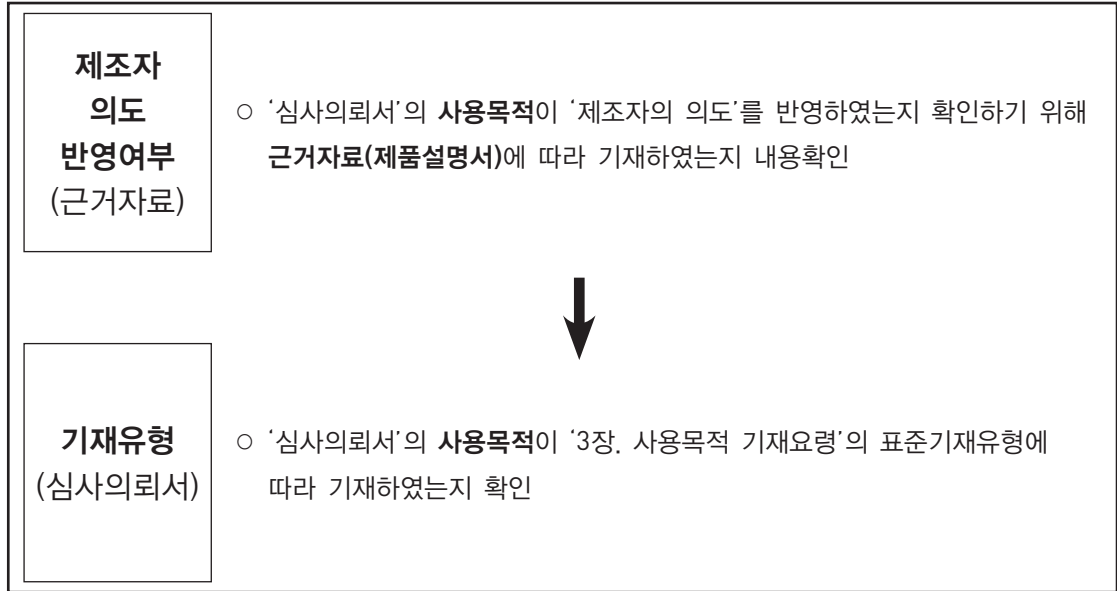 제조자
의도
반영여부
(근거자료)
○ ‘심사의뢰서’의 사용목적이 ‘제조자의 의도’를 반영하였는지 확인하기 위해
근거자료(제품설명서)에 따라 기재하였는지 내용확인
기재유형
(심사의뢰서)
○ ‘심사의뢰서’의 사용목적이 ‘3장. 사용목적 기재요령’의 표준기재유형에
따라 기재하였는지 확인